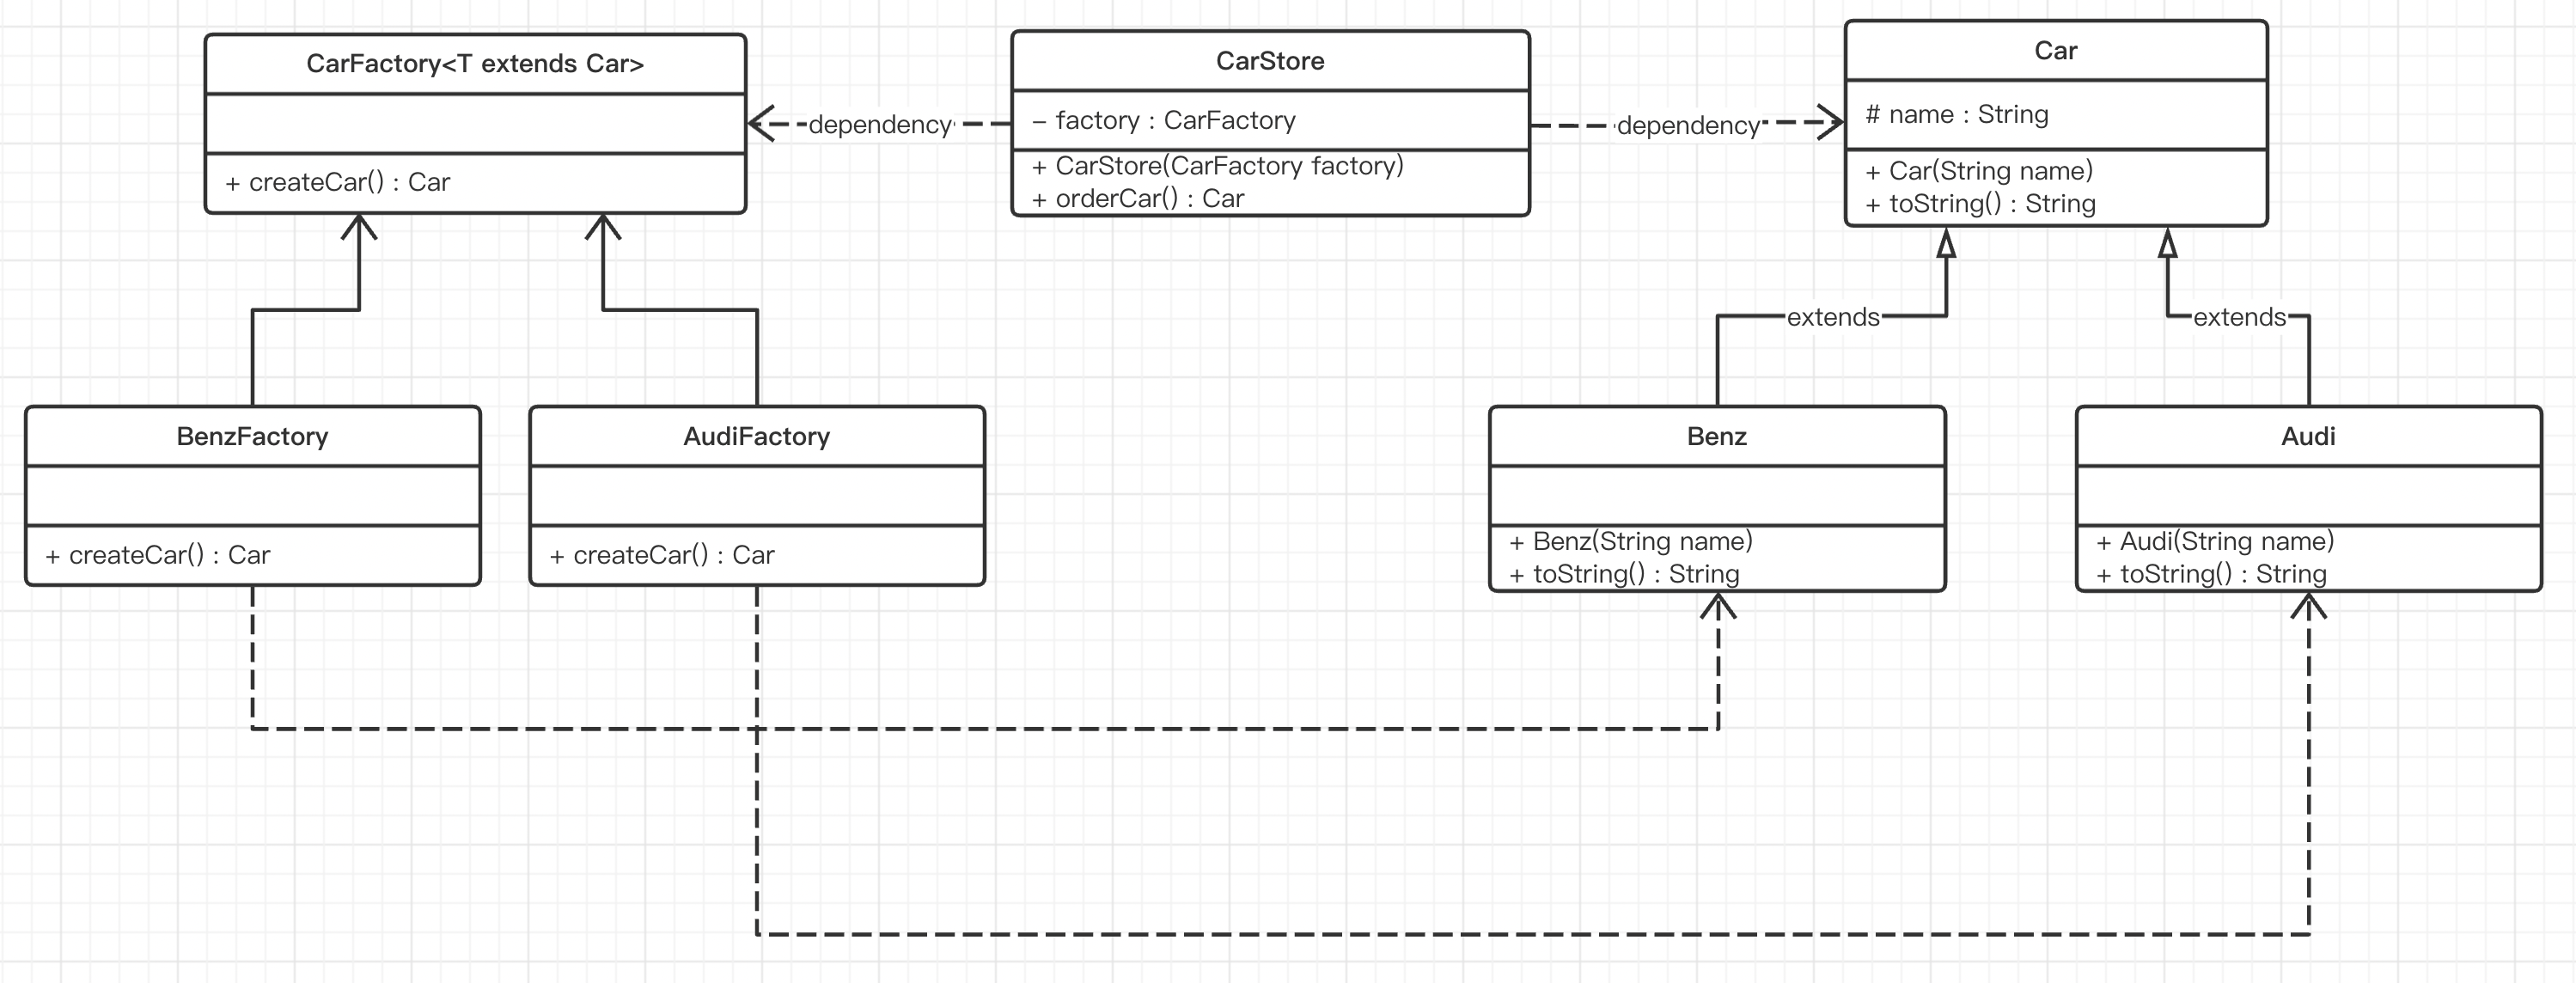 CarFactory<T extends Car>
+ createCar() : Car
dependency
CarStore
− factory : CarFactory
+ CarStore(CarFactory factory)
+ orderCar() : Car
dependency
Car
# name : String
+ Car(String name)
+ toString() : String
extends
extends
BenzFactory
+ createCar() : Car
AudiFactory
+ createCar() : Car
Benz
+ Benz(String name)
+ toString() : String
Audi
+ Audi(String name)
+ toString() : String